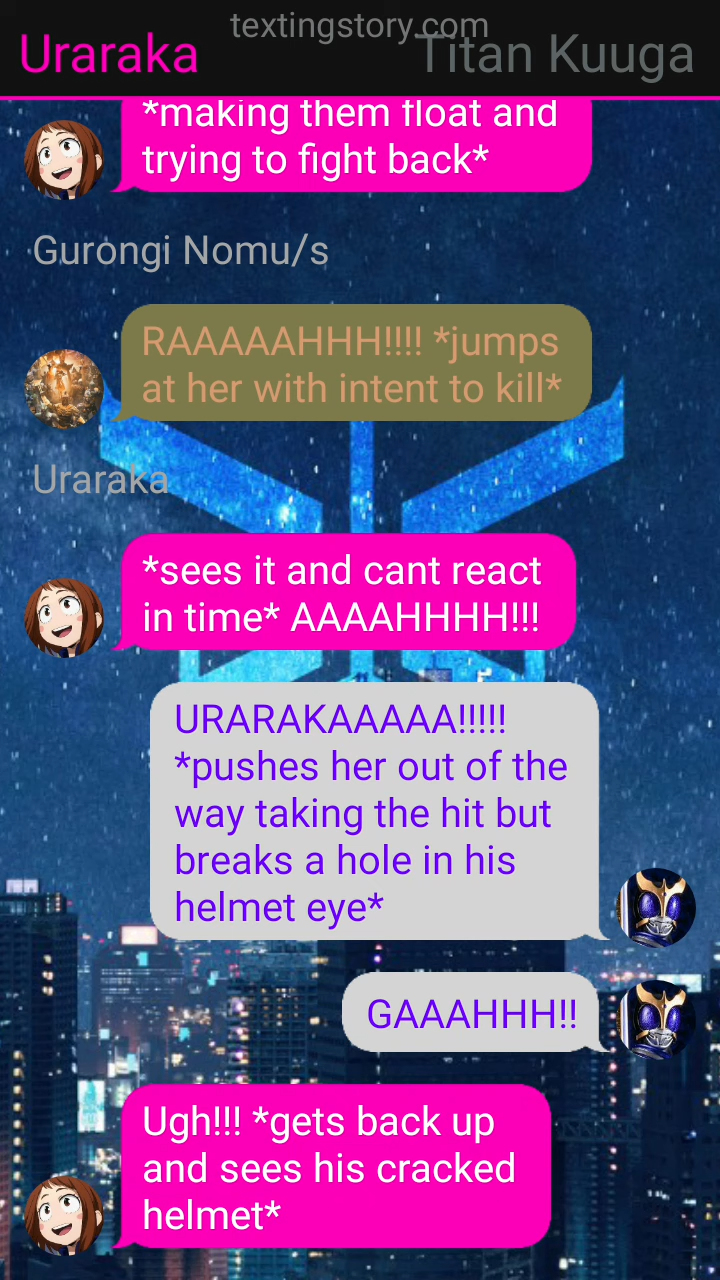 textingstory.com
Uraraka
Titan Kuuga
*making them float and
trying to fight back*
Gurongi Nomu/s
RAAAAAHHH!!!! *jumps
at her with intent to kill*
Uraraka
*sees it and cant react
in time* AAAAHHHH!!!
URARAKAAAAA!!!!!
*pushes her out of the
way taking the hit but
breaks a hole in his
helmet eye*
GAAAHHH!!
Ugh!!! *gets back up
and sees his cracked
helmet*